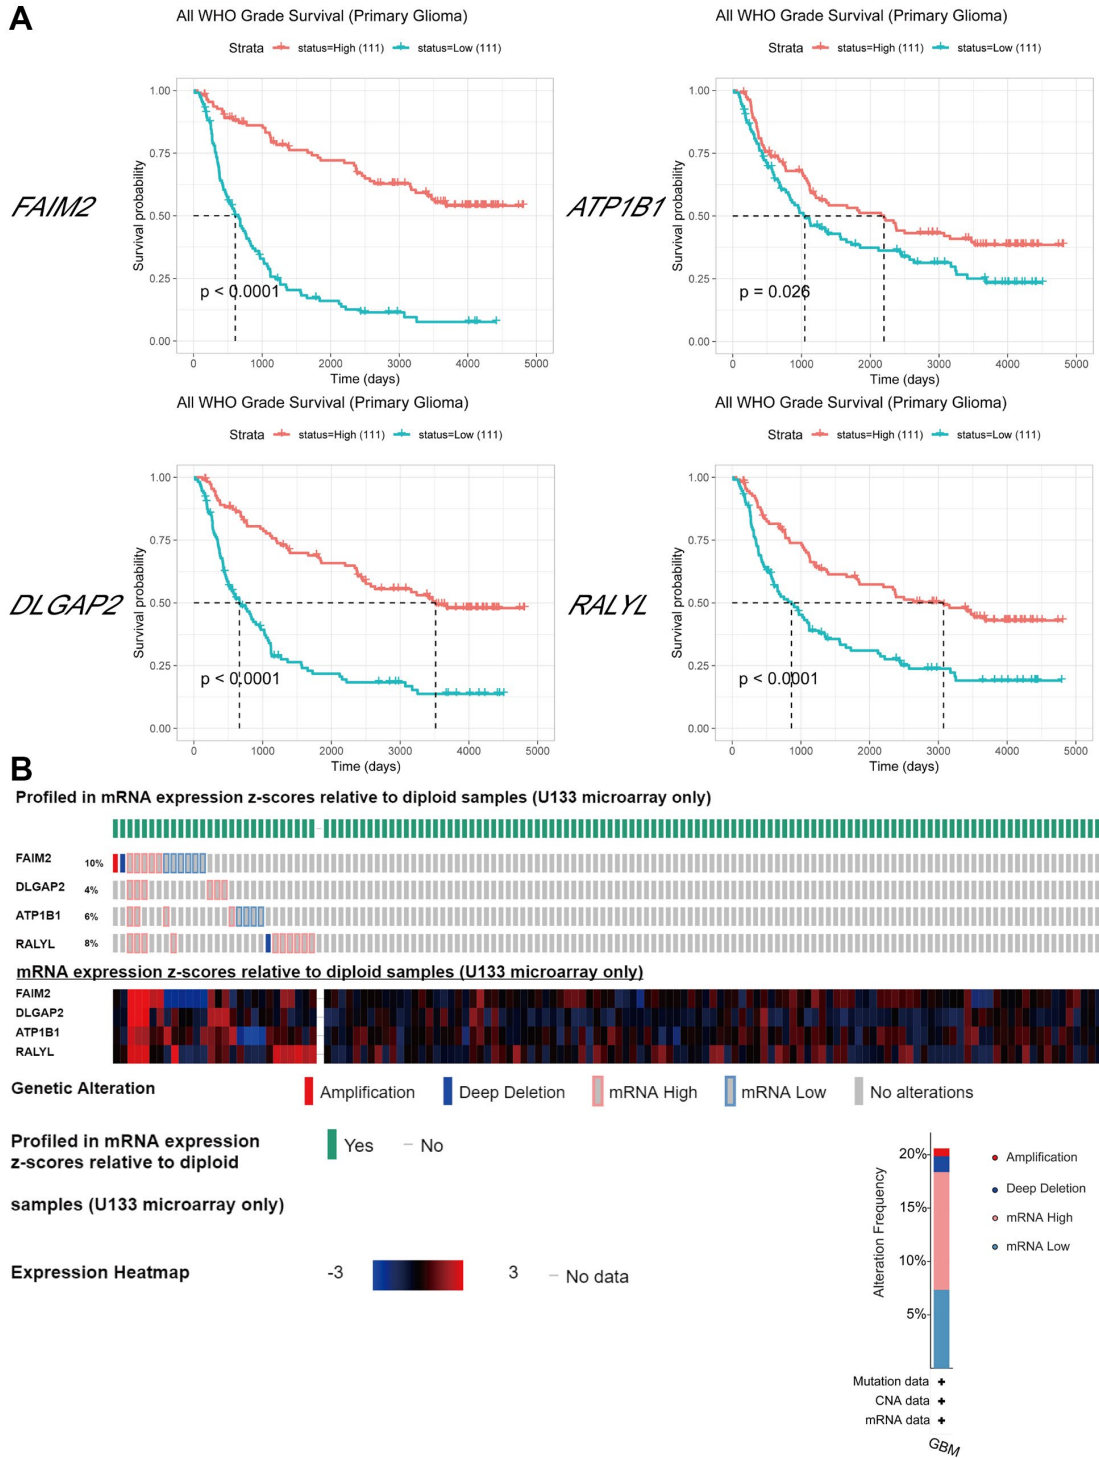 A
All WHO Grade Survival (Primary Glioma)
Strata status=High (111) status=Low (111)
FAIM2
Survival probability
1.00
0.75
0.50
0.25
0.00
p < 0.0001
0 1000 2000 3000 4000 5000
Time (days)
All WHO Grade Survival (Primary Glioma)
Strata status=High (111) status=Low (111)
ATP1B1
Survival probability
1.00
0.75
0.50
0.25
0.00
p = 0.026
0 1000 2000 3000 4000 5000
Time (days)
All WHO Grade Survival (Primary Glioma)
Strata status=High (111) status=Low (111)
DLGAP2
Survival probability
1.00
0.75
0.50
0.25
0.00
p < 0.0001
0 1000 2000 3000 4000 5000
Time (days)
All WHO Grade Survival (Primary Glioma)
Strata status=High (111) status=Low (111)
RALYL
Survival probability
1.00
0.75
0.50
0.25
0.00
p < 0.0001
0 1000 2000 3000 4000 5000
Time (days)
B
Profiled in mRNA expression z-scores relative to diploid samples (U133 microarray only)
FAIM2 10%
DLGAP2 4%
ATP1B1 6%
RALYL 8%
mRNA expression z-scores relative to diploid samples (U133 microarray only)
FAIM2
DLGAP2
ATP1B1
RALYL
Genetic Alteration Amplification Deep Deletion mRNA High mRNA Low No alterations
Profiled in mRNA expression
z-scores relative to diploid
samples (U133 microarray only)
Yes No
Expression Heatmap -3 3 No data
Alteration Frequency
20%
15%
10%
5%
Amplification
Deep Deletion
mRNA High
mRNA Low
Mutation data +
CNA data +
mRNA data +
GBM